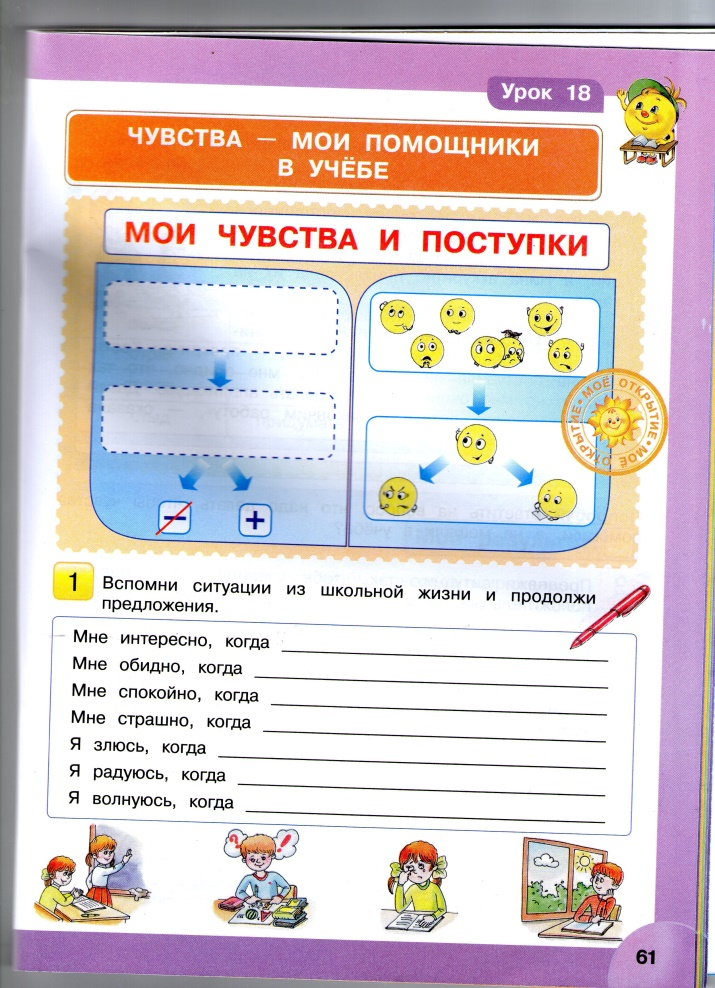 Урок 18
ЧУВСТВА — МОИ ПОМОЩНИКИ
В УЧЁБЕ
МОИ ЧУВСТВА И ПОСТУПКИ
МОЁ ОТКРЫТИЕ • МОЁ ОТКРЫТИЕ •
− +
1 Вспомни ситуации из школьной жизни и продолжи
предложения.
Мне интересно, когда
Мне обидно, когда
Мне спокойно, когда
Мне страшно, когда
Я злюсь, когда
Я радуюсь, когда
Я волнуюсь, когда
? !
61